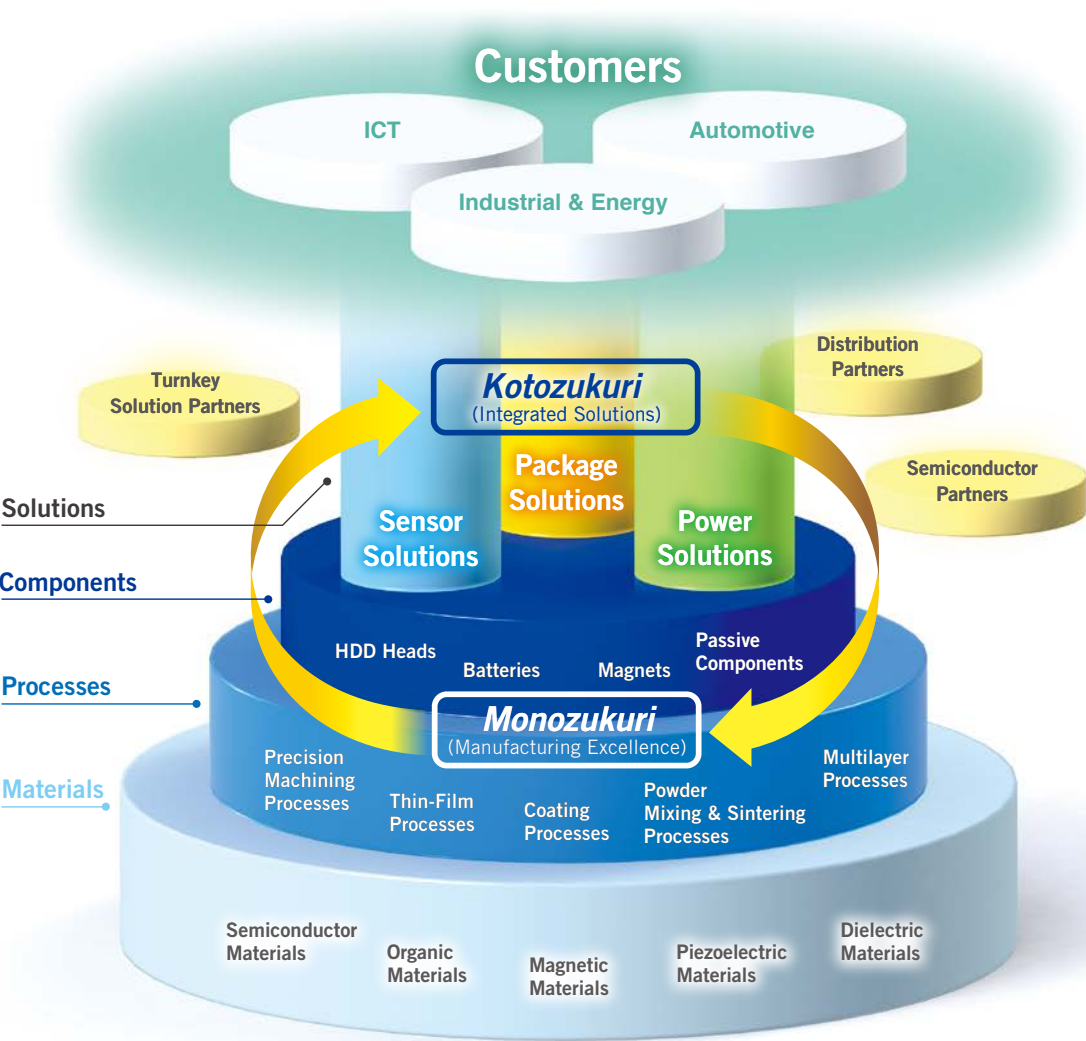 Customers
ICT
Automotive
Industrial & Energy
Turnkey
Solution Partners
Distribution
Partners
Semiconductor
Partners
Kotozukuri
(Integrated Solutions)
Package
Solutions
Sensor
Solutions
Power
Solutions
Solutions
Components
Processes
Materials
HDD Heads
Batteries
Magnets
Passive
Components
Monozukuri
(Manufacturing Excellence)
Precision
Machining
Processes
Thin-Film
Processes
Coating
Processes
Powder
Mixing & Sintering
Processes
Multilayer
Processes
Semiconductor
Materials
Organic
Materials
Magnetic
Materials
Piezoelectric
Materials
Dielectric
Materials